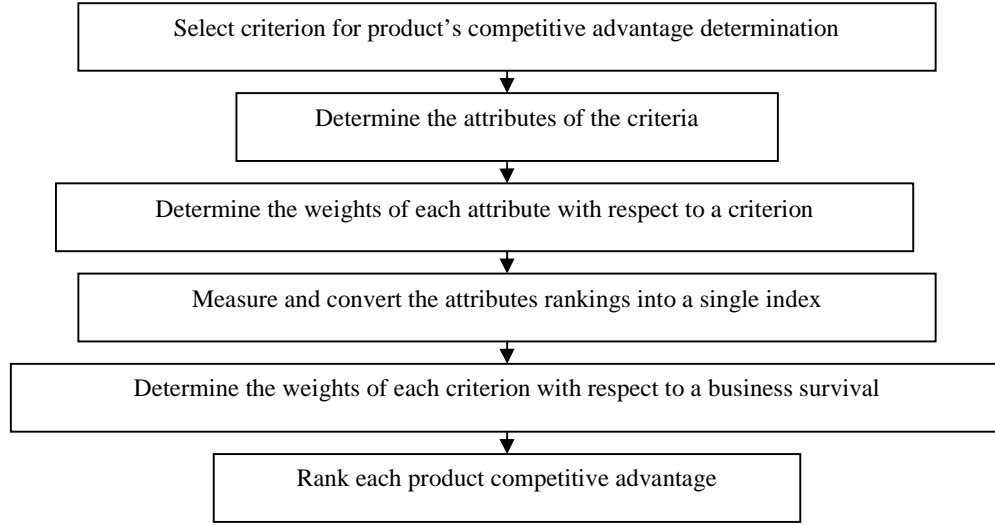 Select criterion for product’s competitive advantage determination
Determine the attributes of the criteria
Determine the weights of each attribute with respect to a criterion
Measure and convert the attributes rankings into a single index
Determine the weights of each criterion with respect to a business survival
Rank each product competitive advantage